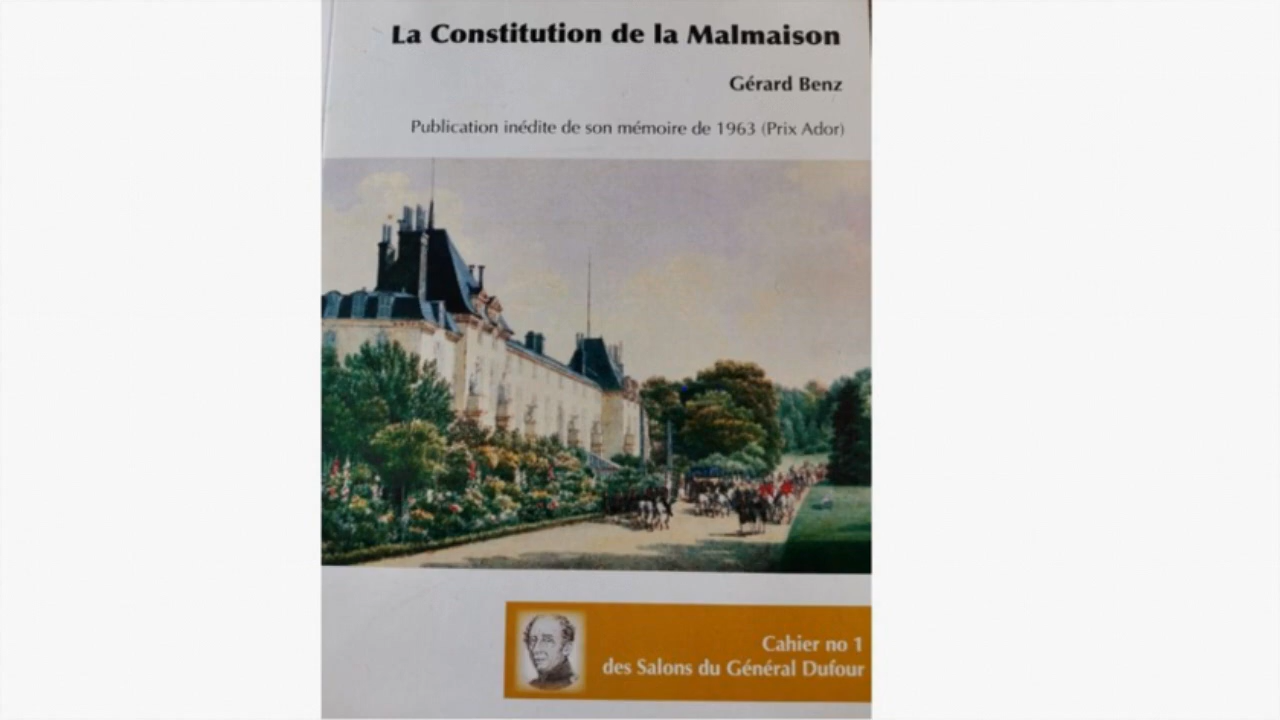 La Constitution de la Malmaison
Gérard Benz
Publication inédite de son mémoire de 1963 (Prix Ador)
Cahier no 1
des Salons du Général Dufour